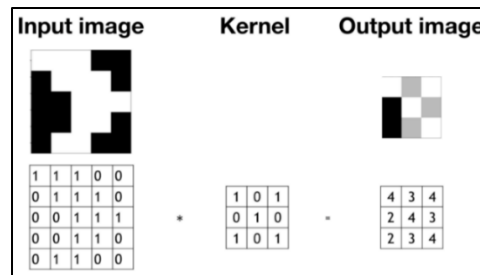 Input image Kernel Output image
1 1 1 0 0
0 1 1 1 0 1 0 1 4 3 4
0 0 1 1 1 * 0 1 0 - 2 4 3
0 0 1 1 0 1 0 1 2 3 4
0 1 1 0 0